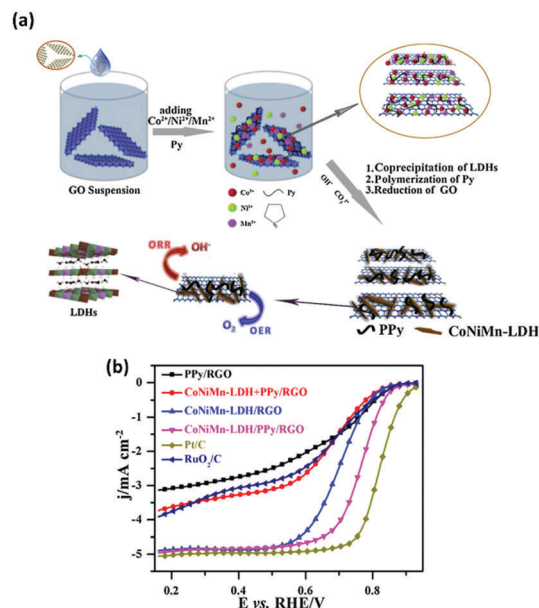 (a)
adding
Co²⁺/Ni²⁺/Mn²⁺
Py
GO Suspension
Co²⁺
Py
Ni²⁺
Mn²⁺
OH⁻ CO₃²⁻
1.Coprecipitation of LDHs
2.Polymerization of Py
3.Reduction of GO
ORR
OH⁻
O₂
OER
LDHs
PPy
CoNiMn-LDH
(b)
PPy/RGO
CoNiMn-LDH+PPy/RGO
CoNiMn-LDH/RGO
CoNiMn-LDH/PPy/RGO
Pt/C
RuO₂/C
j/mA cm⁻²
0
-1
-2
-3
-4
-5
0.2 0.4 0.6 0.8
E vs. RHE/V